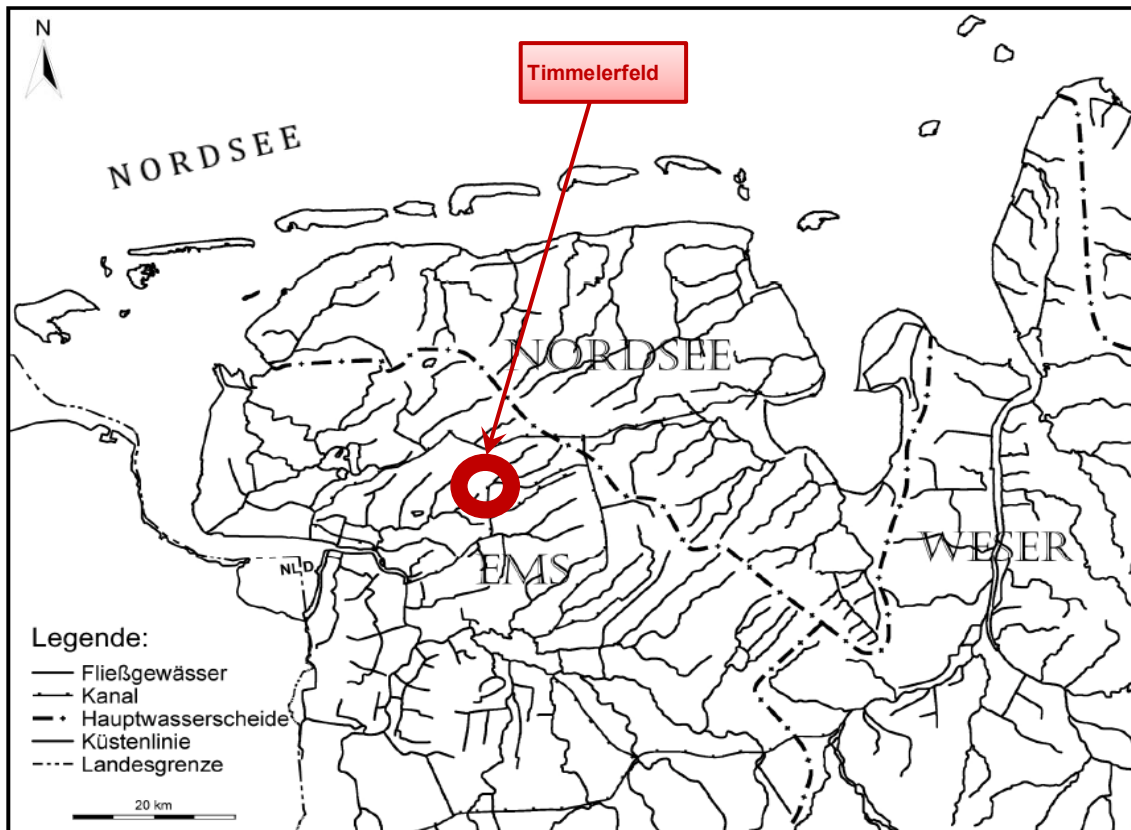 N
Timmelerfeld
NORDSEE
NORDSEE
WESER
EMS
NL
D
Legende:
Fließgewässer
Kanal
Hauptwasserscheide
Küstenlinie
Landesgrenze
20 km